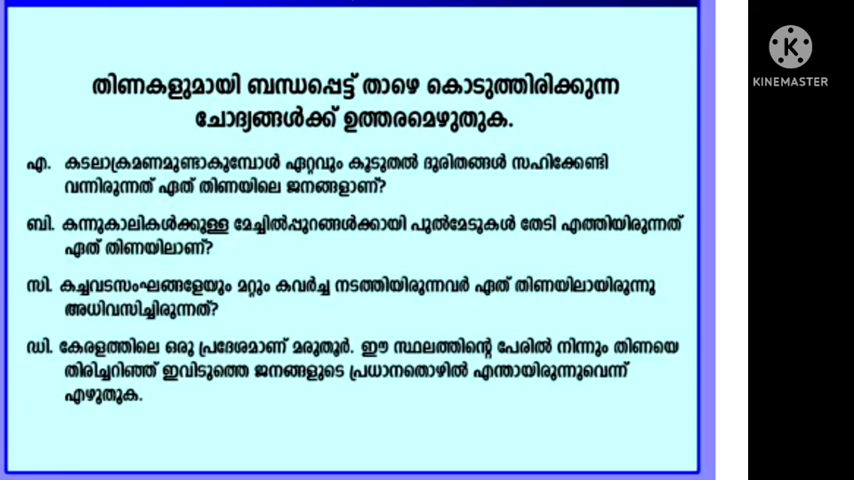 തിണകളുമായി ബന്ധപ്പെട്ട് താഴെ കൊടുത്തിരിക്കുന്ന
ചോദ്യങ്ങൾക്ക് ഉത്തരമെഴുതുക.
എ. കടലാക്രമണമുണ്ടാകുമ്പോൾ ഏറ്റവും കൂടുതൽ ദുരിതങ്ങൾ സഹിക്കേണ്ടി
വന്നിരുന്നത് ഏത് തിണയിലെ ജനങ്ങളാണ്?
ബി. കന്നുകാലികൾക്കുള്ള മേച്ചിൽപ്പുറങ്ങൾക്കായി പുൽമേടുകൾ തേടി എത്തിയിരുന്നത്
ഏത് തിണയിലാണ്?
സി. കച്ചവടസംഘങ്ങളേയും മറ്റും കവർച്ച നടത്തിയിരുന്നവർ ഏത് തിണയിലായിരുന്നു
അധിവസിച്ചിരുന്നത്?
ഡി. കേരളത്തിലെ ഒരു പ്രദേശമാണ് മരുതൂർ. ഈ സ്ഥലത്തിന്റെ പേരിൽ നിന്നും തിണയെ
തിരിച്ചറിഞ്ഞ് ഇവിടുത്തെ ജനങ്ങളുടെ പ്രധാനതൊഴിൽ എന്തായിരുന്നുവെന്ന്
എഴുതുക.
K
KINEMASTER